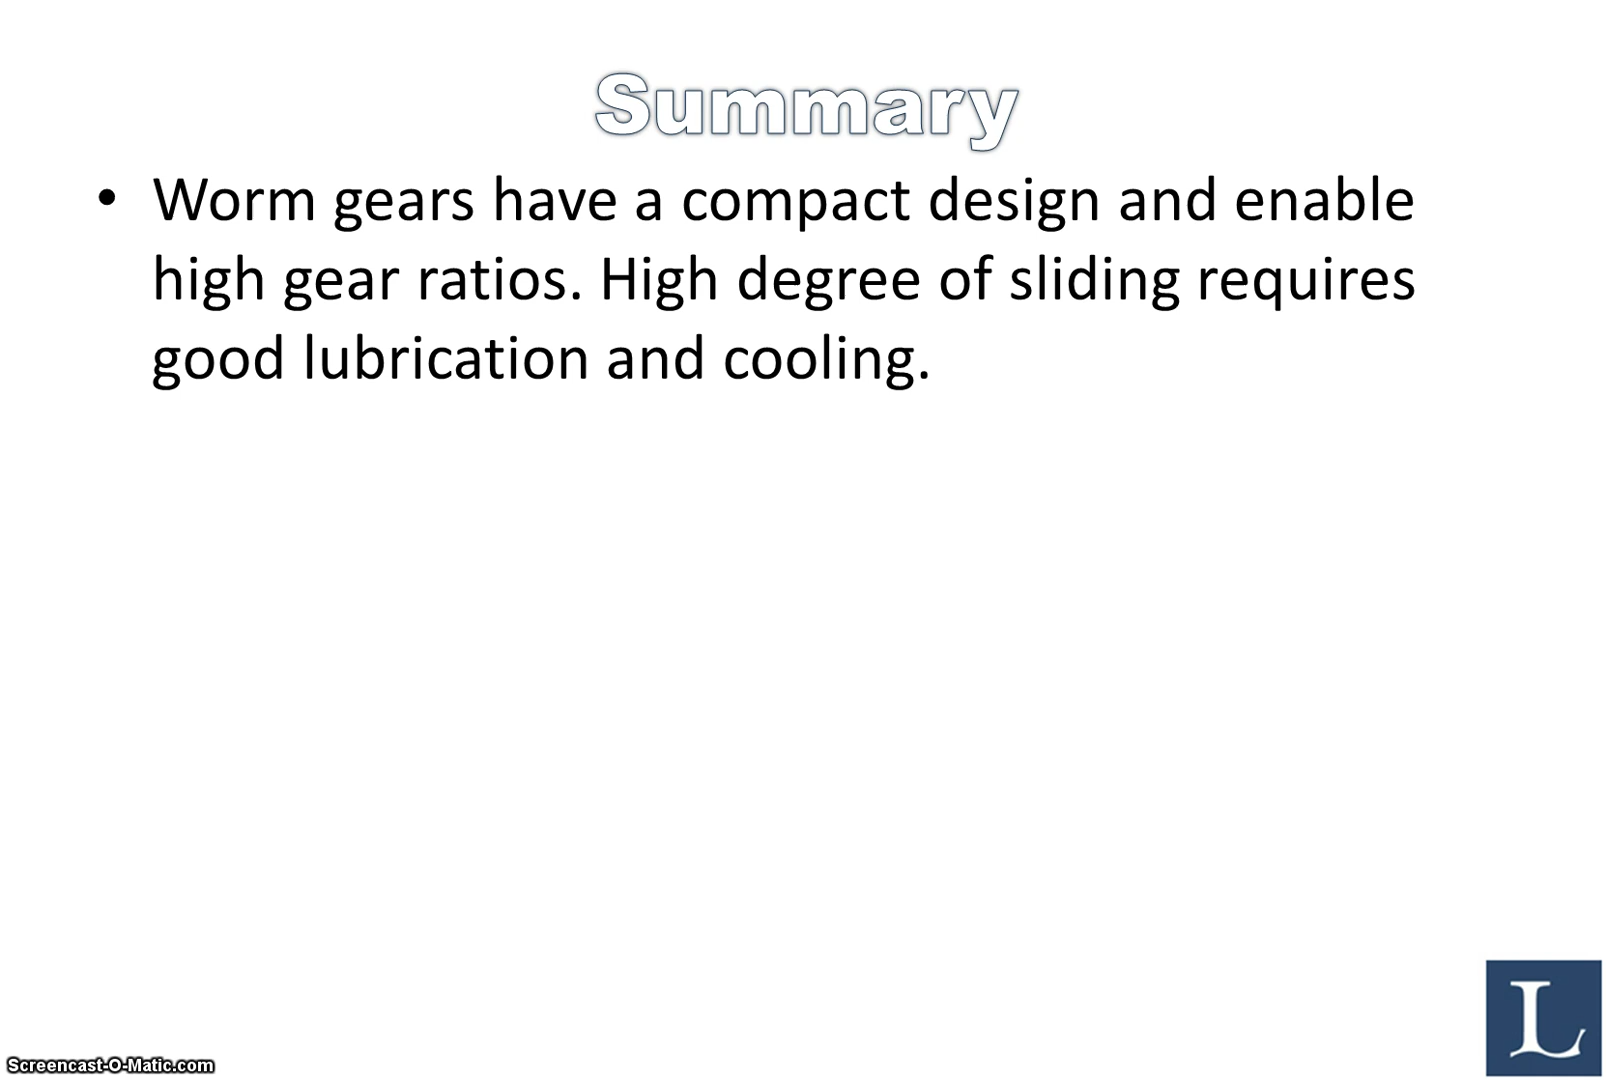 Summary
• Worm gears have a compact design and enable
high gear ratios. High degree of sliding requires
good lubrication and cooling.
L
Screencast-O-Matic.com